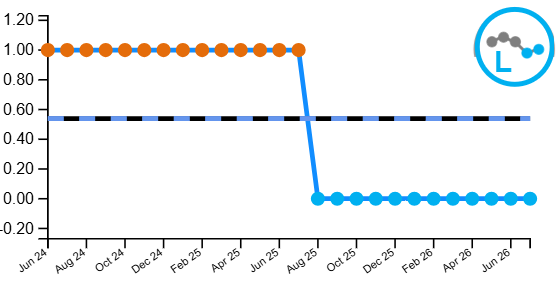 1.20
1.00
0.80
0.60
0.40
0.20
0.00
-0.20
Jun 24
Aug 24
Oct 24
Dec 24
Feb 25
Apr 25
Jun 25
Aug 25
Oct 25
Dec 25
Feb 26
Apr 26
Jun 26
L